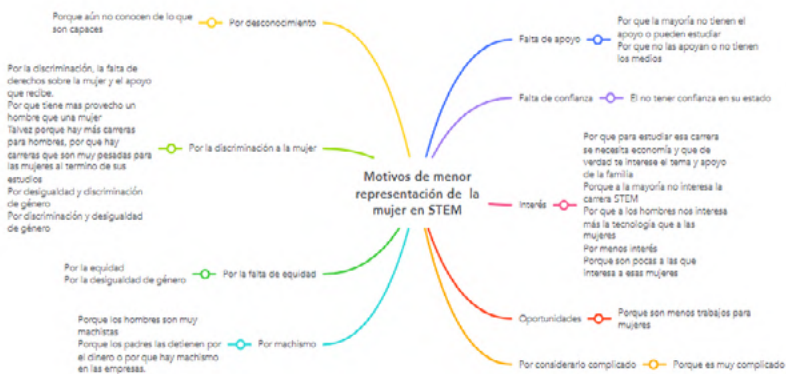 Motivos de menor
representación de la
mujer en STEM
Por desconocimiento
Porque aún no conocen de lo que
son capaces
Por la discriminación a la mujer
Por la discriminación, la falta de
derechos sobre la mujer y el apoyo
que recibe.
Por que tiene mas provecho un
hombre que una mujer
Talvez porque hay más carreras
para hombres, por que hay
carreras que son muy pesadas para
las mujeres al termino de sus
estudios
Por desigualdad y discriminación
de género
Por discriminación y desigualdad
de género
Por la falta de equidad
Por la equidad
Por la desigualdad de género
Por machismo
Porque los hombres son muy
machistas
Porque los padres las detienen por
el dinero o por que hay machismo
en las empresas.
Falta de apoyo
Por que la mayoría no tienen el
apoyo o pueden estudiar
Por que no las apoyan o no tienen
los medios
Falta de confianza
El no tener confianza en su estado
Interés
Por que para estudiar esa carrera
se necesita economía y que de
verdad te interese el tema y apoyo
de la familia
Porque a la mayoría no interesa la
carrera STEM
Por que a los hombres nos interesa
más la tecnología que a las
mujeres
Por menos interés
Porque son pocas a las que
interesa a esas mujeres
Oportunidades
Porque son menos trabajos para
mujeres
Por considerarlo complicado
Porque es muy complicado